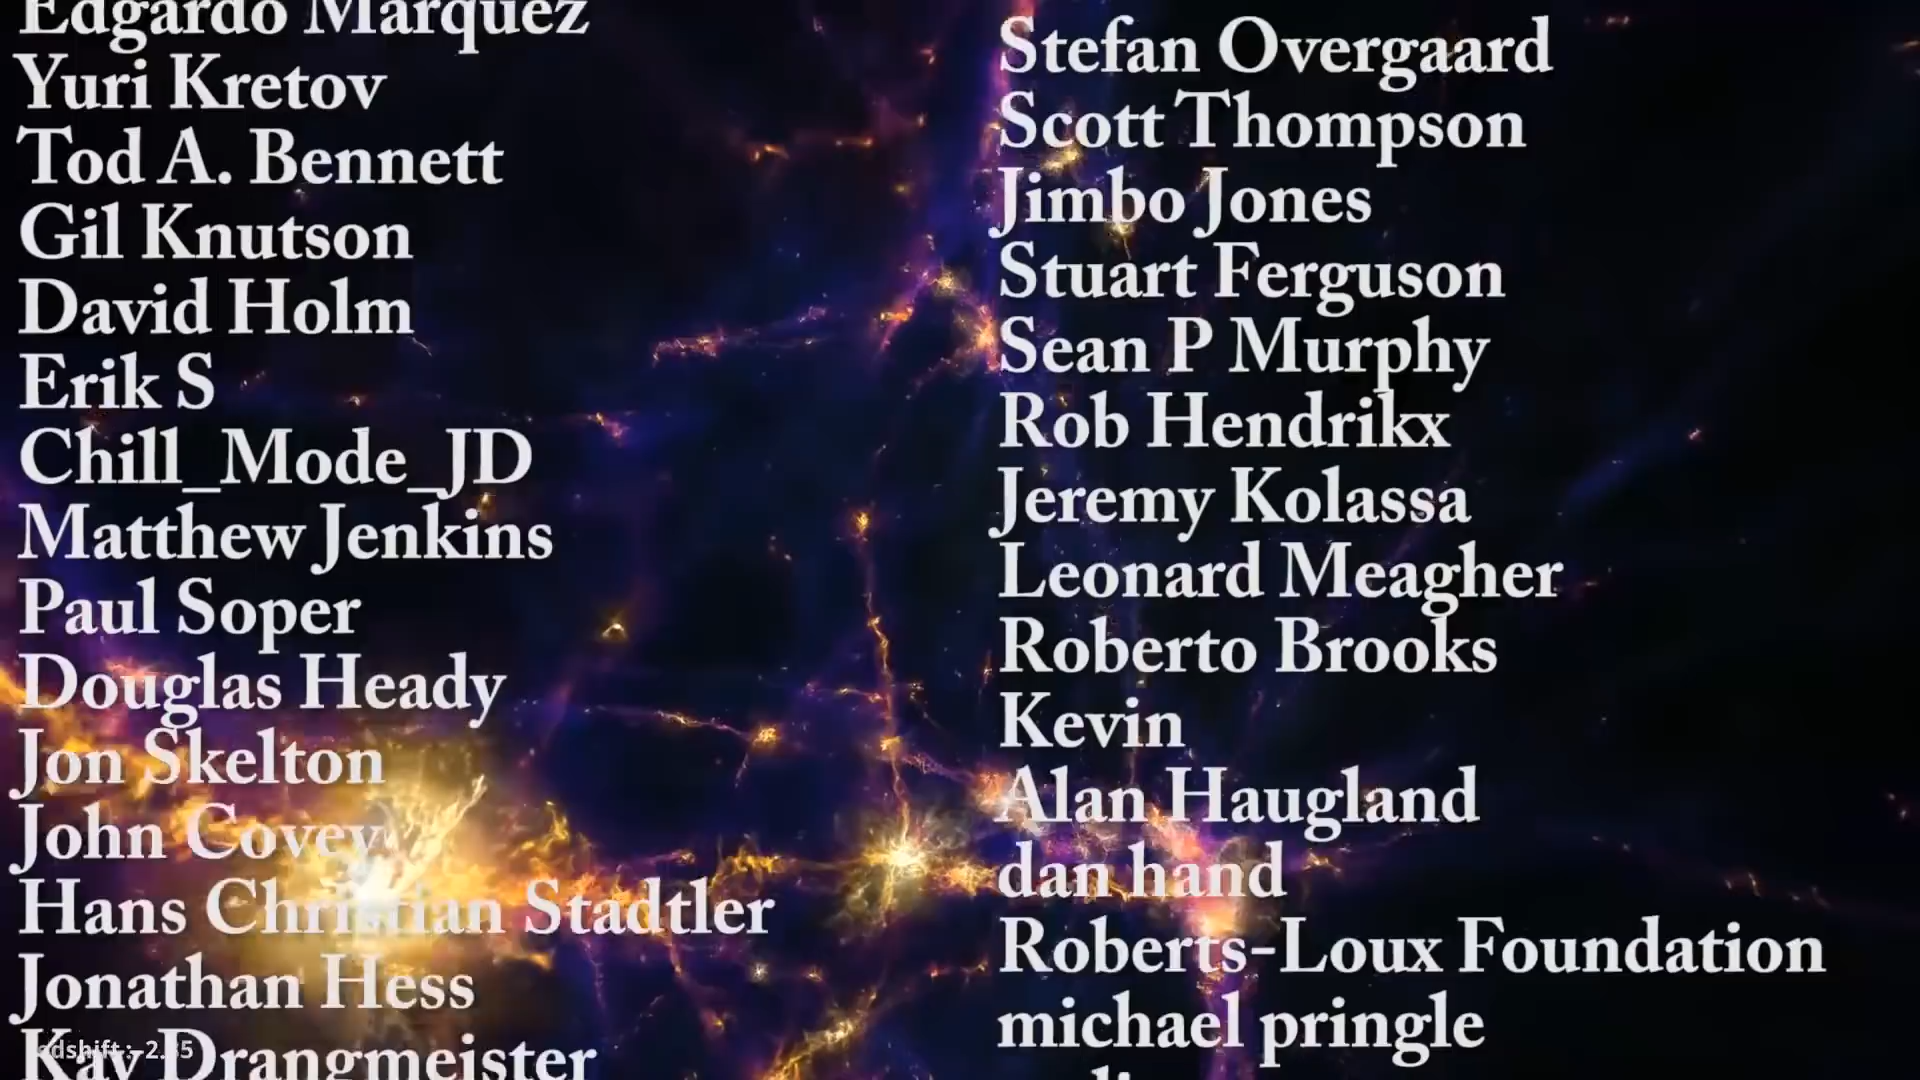 Edgardo Marquez
Yuri Kretov
Tod A. Bennett
Gil Knutson
David Holm
Erik S
Chill_Mode_JD
Matthew Jenkins
Paul Soper
Douglas Heady
Jon Skelton
John Covey
Hans Christian Stadtler
Jonathan Hess
Kay Drangmeister
Stefan Overgaard
Scott Thompson
Jimbo Jones
Stuart Ferguson
Sean P Murphy
Rob Hendrikx
Jeremy Kolassa
Leonard Meagher
Roberto Brooks
Kevin
Alan Haugland
dan hand
Roberts-Loux Foundation
michael pringle